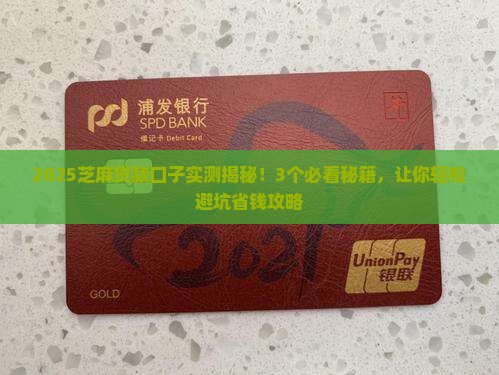 浦发银行
SPD BANK
借记卡 Debit Card
2025芝麻贷款口子实测揭秘！3个必看秘籍，让你轻松
避坑省钱攻略
2021
UnionPay
银联
GOLD